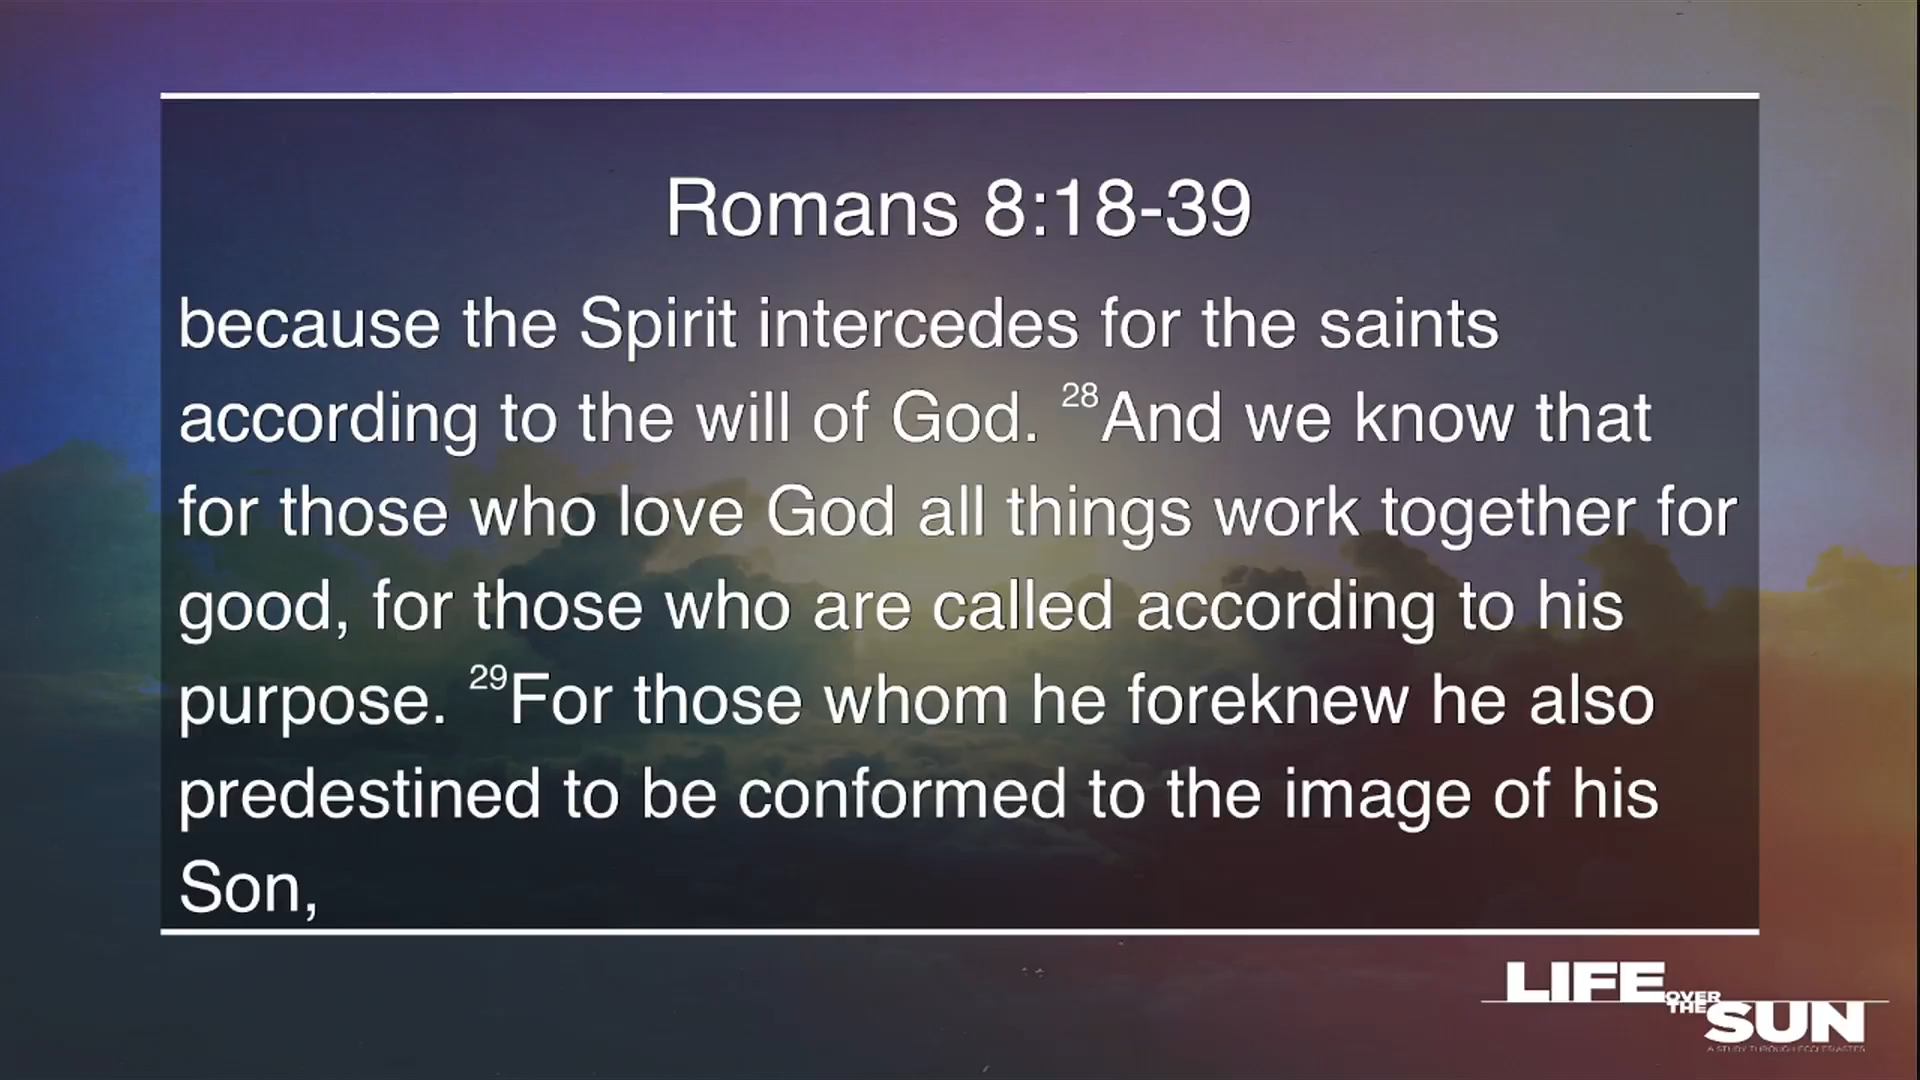 Romans 8:18-39
because the Spirit intercedes for the saints
according to the will of God. 28And we know that
for those who love God all things work together for
good, for those who are called according to his
purpose. 29For those whom he foreknew he also
predestined to be conformed to the image of his
Son,
LIFE
OVER
THE
SUN
A STUDY THROUGH ECCLESIASTES